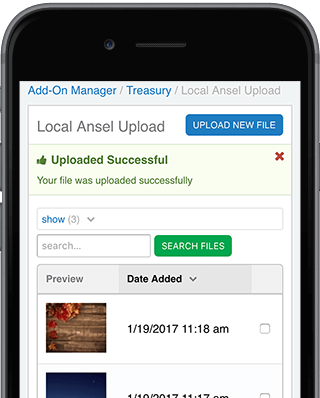 Add-On Manager / Treasury / Local Ansel Upload
Local Ansel Upload UPLOAD NEW FILE
Uploaded Successful
Your file was uploaded successfully
show (3)
search... SEARCH FILES
Preview Date Added
1/19/2017 11:18 am
1/19/2017 11:17 am